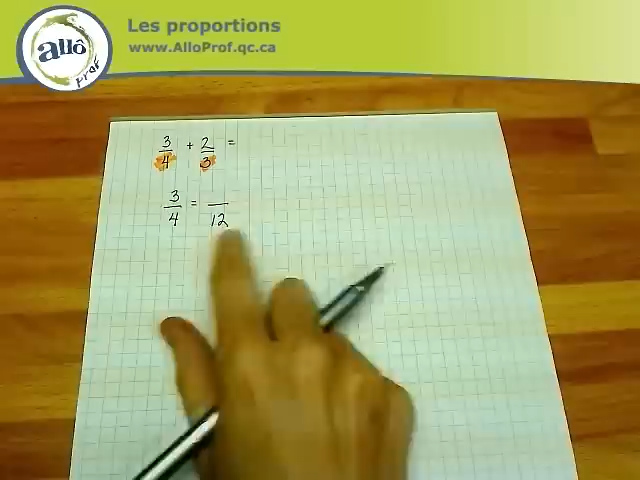 Les proportions
allô prof
www.AlloProf.qc.ca
3/4 + 2/3 =
3/4 = /12